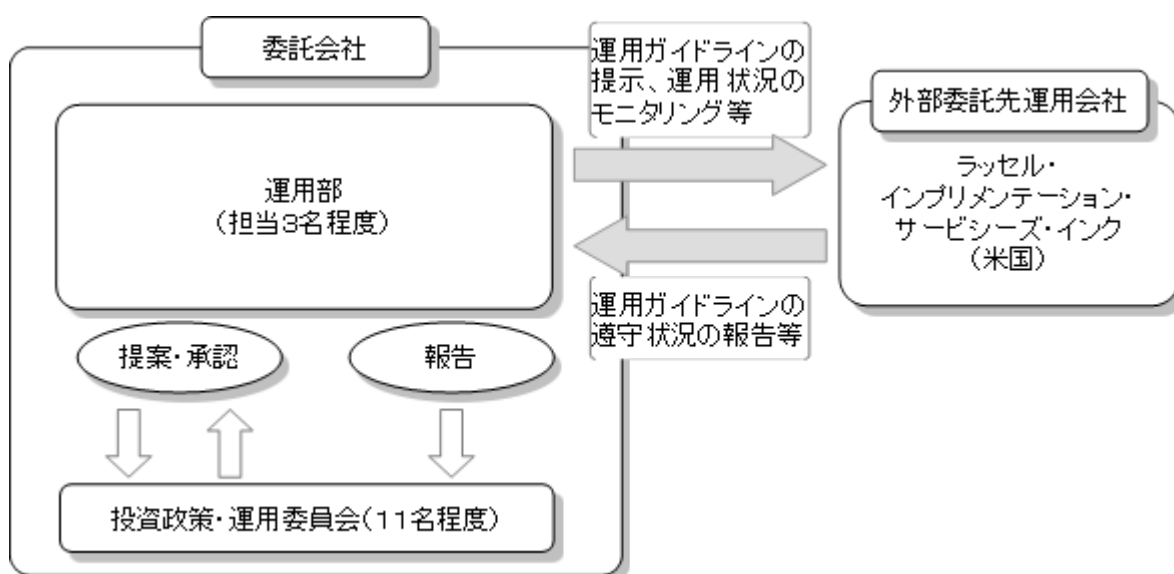 委託会社
運用ガイドラインの
提示、運用状況の
モニタリング等
外部委託先運用会社
運用部
(担当3名程度)
ラッセル・
インプリメンテーション・
サービシーズ・インク
(米国)
運用ガイドラインの
遵守状況の報告等
提案・承認
報告
投資政策・運用委員会(11名程度)